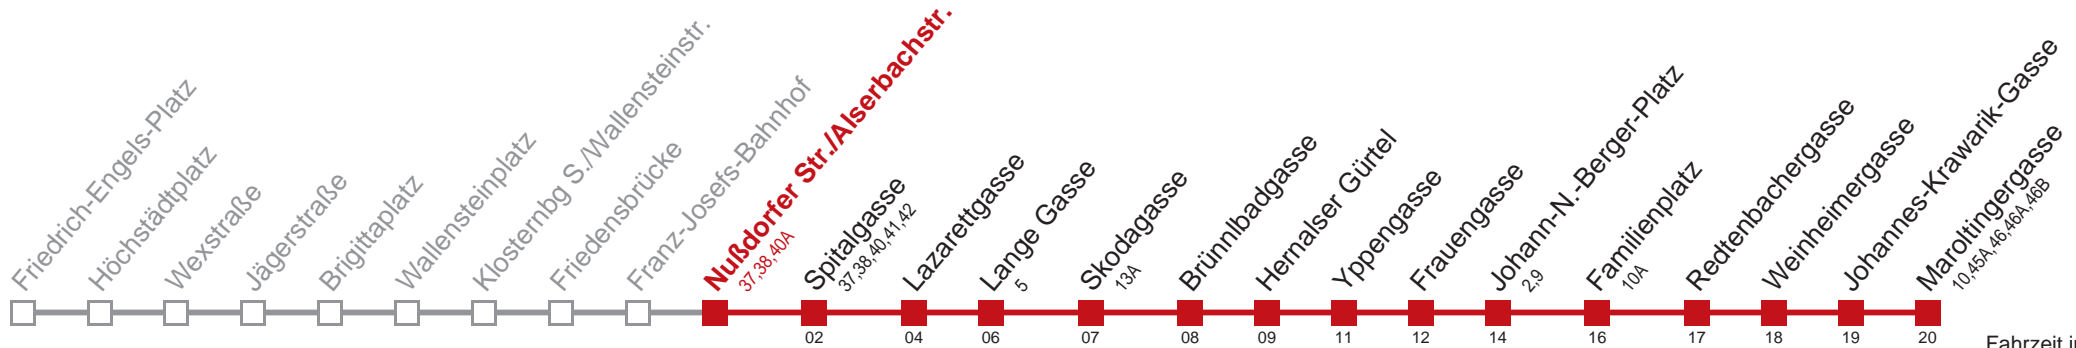 Friedrich-Engels-Platz
Höchstädtplatz
Wexstraße
Jägerstraße
Brigittaplatz
Wallensteinplatz
Klosternbg S./Wallensteinstr.
Friedensbrücke
Franz-Josefs-Bahnhof
Nußdorfer Str./Alserbachstr.
37,38,40A
Spitalgasse
37,38,40,41,42
Lazarettgasse
Lange Gasse
5
Skodagasse
13A
Brünnlbadgasse
Hernalser Gürtel
Yppengasse
Frauengasse
Johann-N.-Berger-Platz
2,9
Familienplatz
10A
Redtenbachergasse
Weinheimergasse
Johannes-Krawarik-Gasse
Maroltingergasse
10,45A,46,46A,46B
02 04 06 07 08 09 11 12 14 16 17 18 19 20
Fahrzeit i